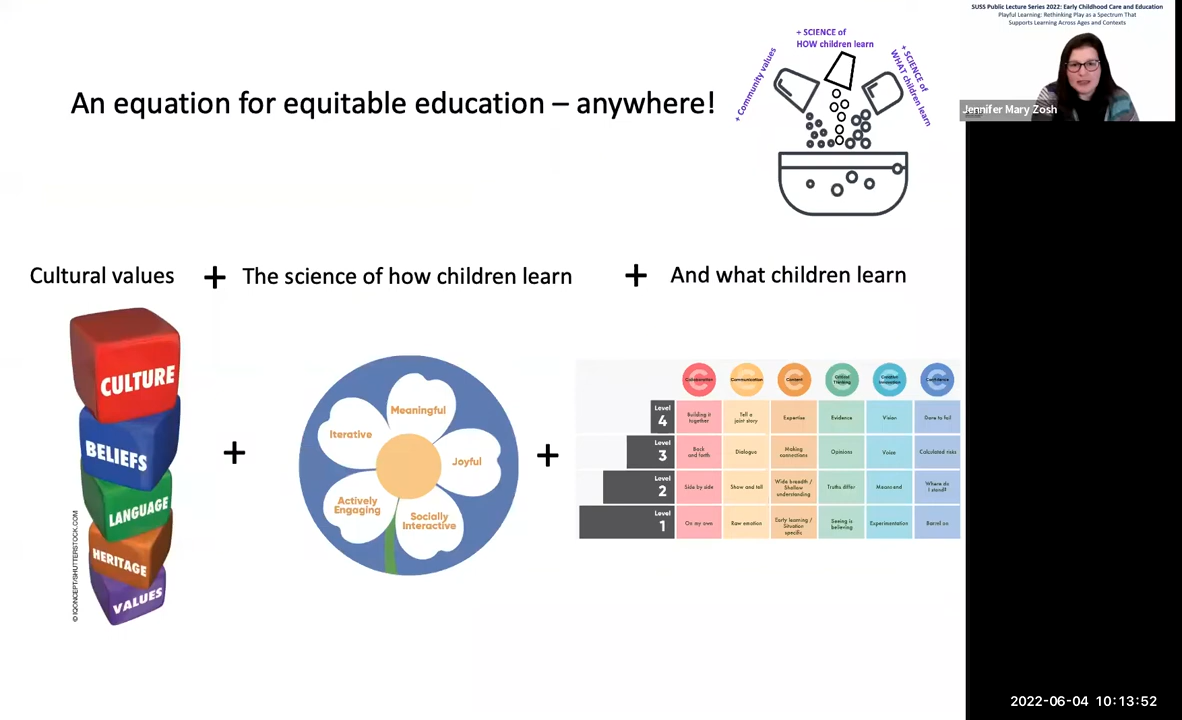 SUSS Public Lecture Series 2022: Early Childhood Care and Education
Playful Learning: Rethinking Play as a Spectrum That
Supports Learning Across Ages and Contexts
Jennifer Mary Zosh
An equation for equitable education – anywhere!
+ Community values
+ SCIENCE of
HOW children learn
+ SCIENCE of
WHAT children learn
Cultural values + The science of how children learn + And what children learn
CULTURE
BELIEFS
LANGUAGE
HERITAGE
VALUES
© IQONCEPT/SHUTTERSTOCK.COM
+
Meaningful
Iterative
Joyful
Actively
Engaging
Socially
Interactive
+
Collaboration
Communication
Content
Critical
Thinking
Creative
Innovation
Confidence
Level
4
Building it
together
Tell a
joint story
Expertise
Evidence
Vision
Dare to fail
Level
3
Back
and forth
Dialogue
Making
connections
Opinions
Voice
Calculated risks
Level
2
Side by side
Show and tell
Wide breadth /
Shallow
understanding
Truths differ
Means end
Where do
I stand?
Level
1
On my own
Raw emotion
Early learning /
Situation
specific
Seeing is
believing
Experimentation
Barrel on
2022-06-04 10:13:52